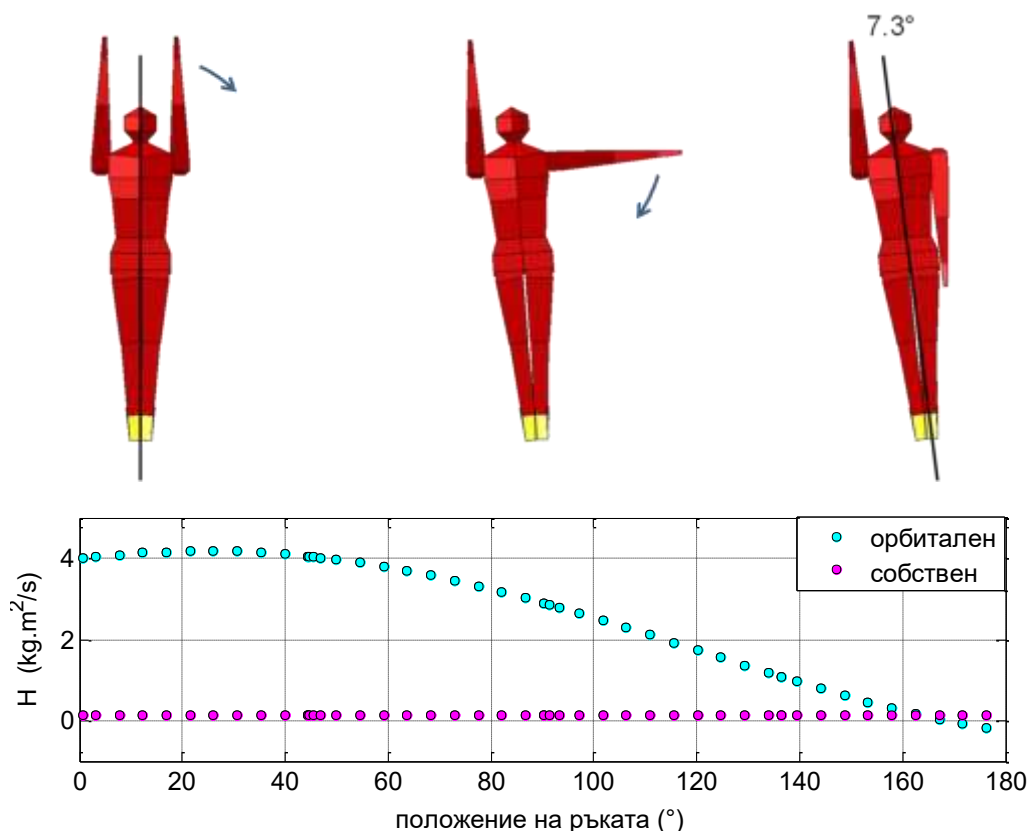 7.3°
орбитален
собствен
H (kg.m²/s)
4
2
0
0 20 40 60 80 100 120 140 160 180
положение на ръката (°)